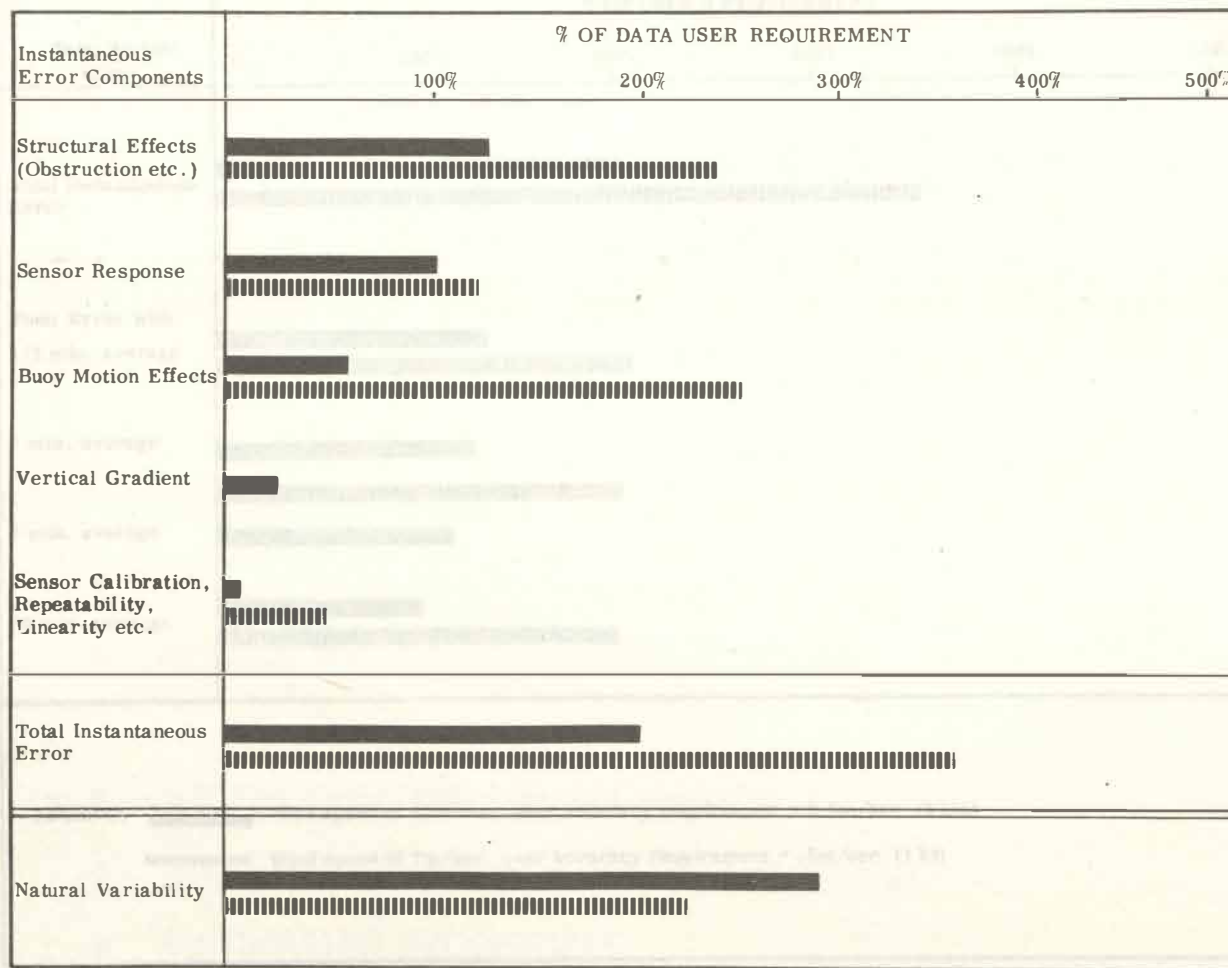 % OF DATA USER REQUIREMENT
Instantaneous
Error Components
100% 200% 300% 400% 500%
Structural Effects
(Obstruction etc.)
Sensor Response
Buoy Motion Effects
Vertical Gradient
Sensor Calibration,
Repeatability,
Linearity etc.
Total Instantaneous
Error
Natural Variability